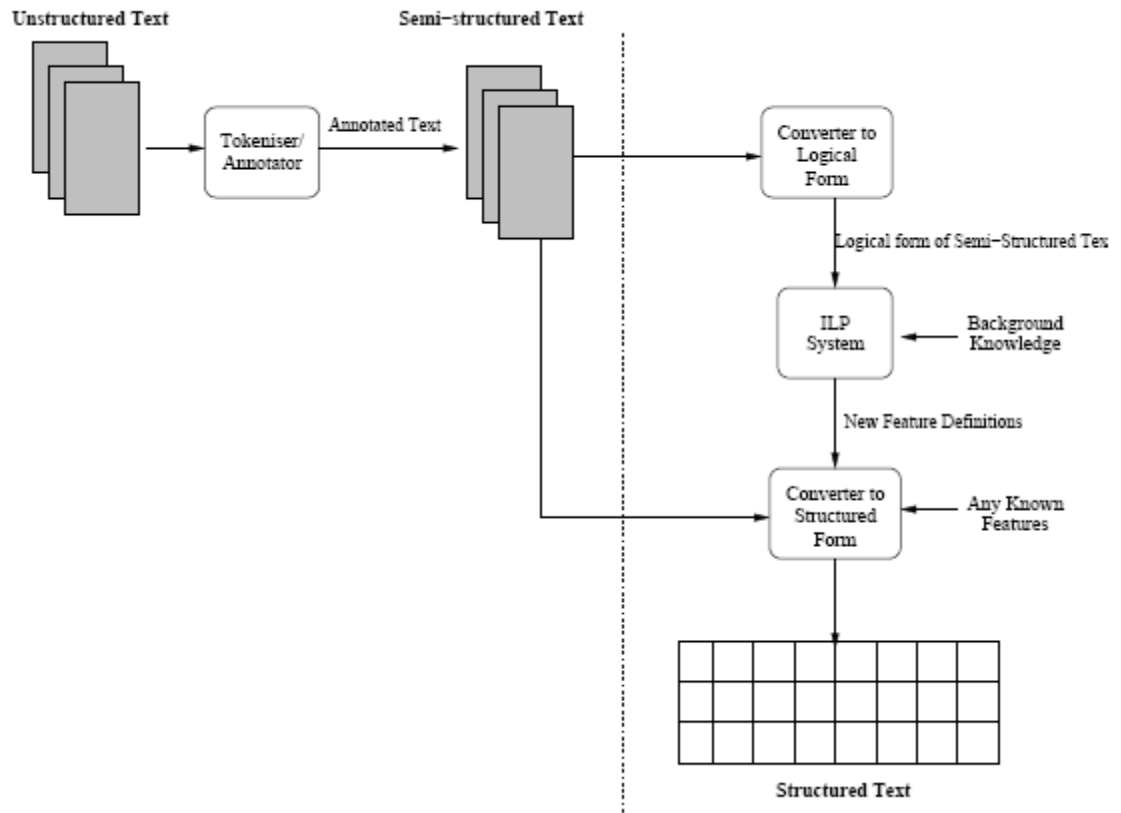 Unstructured Text
Semi-structured Text
Tokeniser/
Annotator
Annotated Text
Converter to
Logical
Form
Logical form of Semi-Structured Tex
ILP
System
Background
Knowledge
New Feature Definitions
Converter to
Structured
Form
Any Known
Features
Structured Text